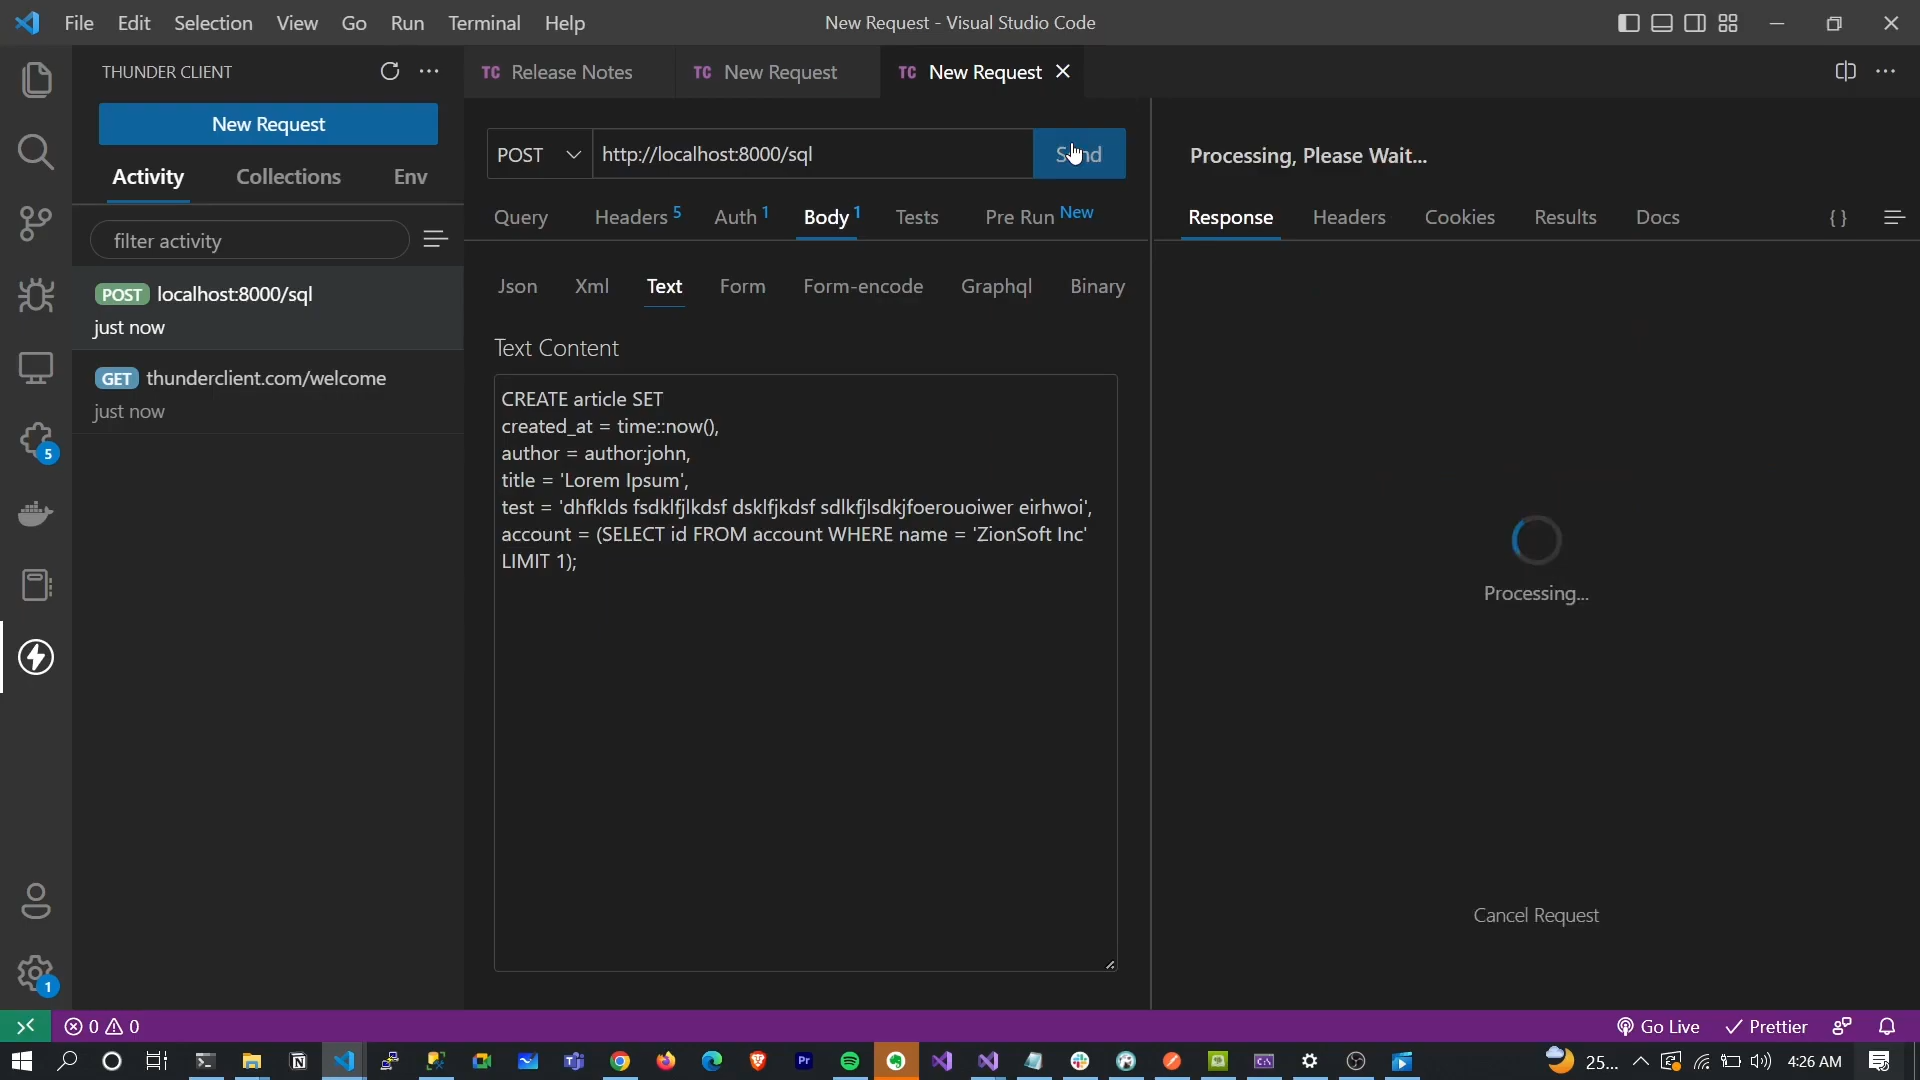 File Edit Selection View Go Run Terminal Help
New Request - Visual Studio Code
THUNDER CLIENT
New Request
Activity Collections Env
filter activity
POST localhost:8000/sql
just now
GET thunderclient.com/welcome
just now
5
1
TC Release Notes
TC New Request
TC New Request
POST http://localhost:8000/sql
Query Headers 5 Auth 1 Body 1 Tests Pre Run New
Json Xml Text Form Form-encode Graphql Binary
Text Content
CREATE article SET
created_at = time::now(),
author = author:john,
title = 'Lorem Ipsum',
test = 'dhfklds fsdklfjlkdsf dsklfjkdsf sdlkfjlsdkjfoerouoiwer eirhwoi',
account = (SELECT id FROM account WHERE name = 'ZionSoft Inc'
LIMIT 1);
Processing, Please Wait...
Response Headers Cookies Results Docs { }
Processing...
Cancel Request
0 0
Go Live Prettier
Pr
25... 4:26 AM